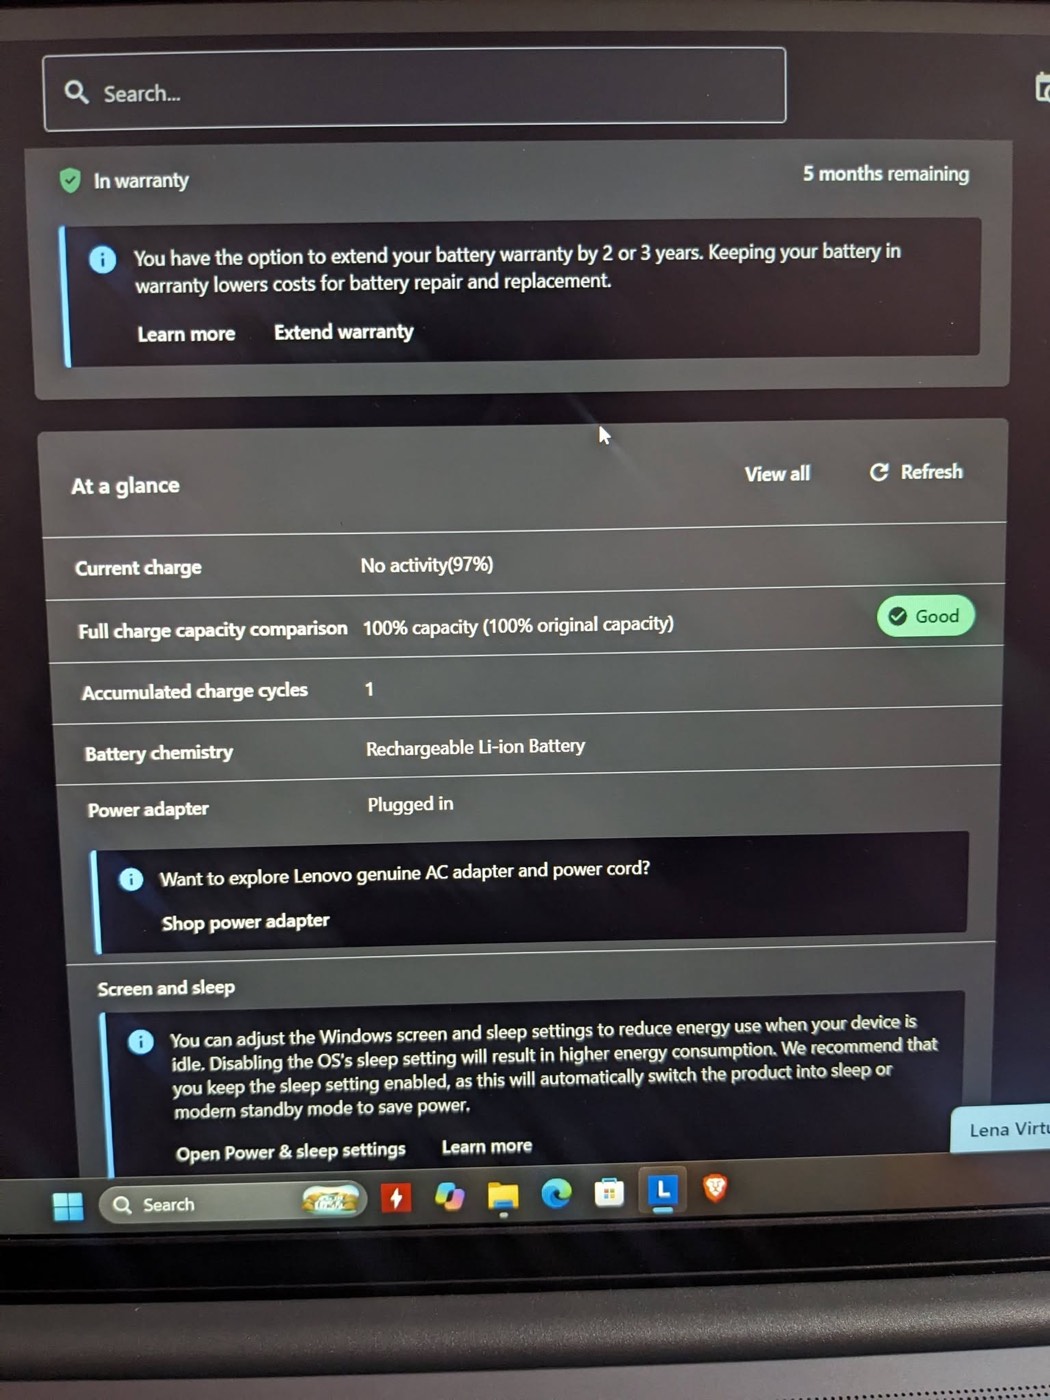 Search...
In warranty
5 months remaining
You have the option to extend your battery warranty by 2 or 3 years. Keeping your battery in
warranty lowers costs for battery repair and replacement.
Learn more Extend warranty
At a glance
View all Refresh
Current charge No activity(97%)
Full charge capacity comparison 100% capacity (100% original capacity) Good
Accumulated charge cycles 1
Battery chemistry Rechargeable Li-ion Battery
Power adapter Plugged in
Want to explore Lenovo genuine AC adapter and power cord?
Shop power adapter
Screen and sleep
You can adjust the Windows screen and sleep settings to reduce energy use when your device is
idle. Disabling the OS's sleep setting will result in higher energy consumption. We recommend that
you keep the sleep setting enabled, as this will automatically switch the product into sleep or
modern standby mode to save power.
Open Power & sleep settings Learn more
Lena
Search
L